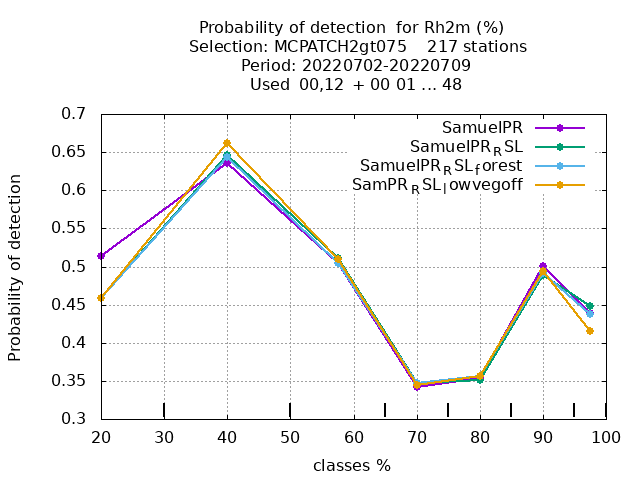 Probability of detection for Rh2m (%)
Selection: MCPATCH2gt075 217 stations
Period: 20220702-20220709
Used 00,12 + 00 01 ... 48
SamuelPR
SamuelPR_RSL
SamuelPR_RSL_forest
SamPR_RSL_lowvegoff
Probability of detection
0.7
0.65
0.6
0.55
0.5
0.45
0.4
0.35
0.3
20 30 40 50 60 70 80 90 100
classes %